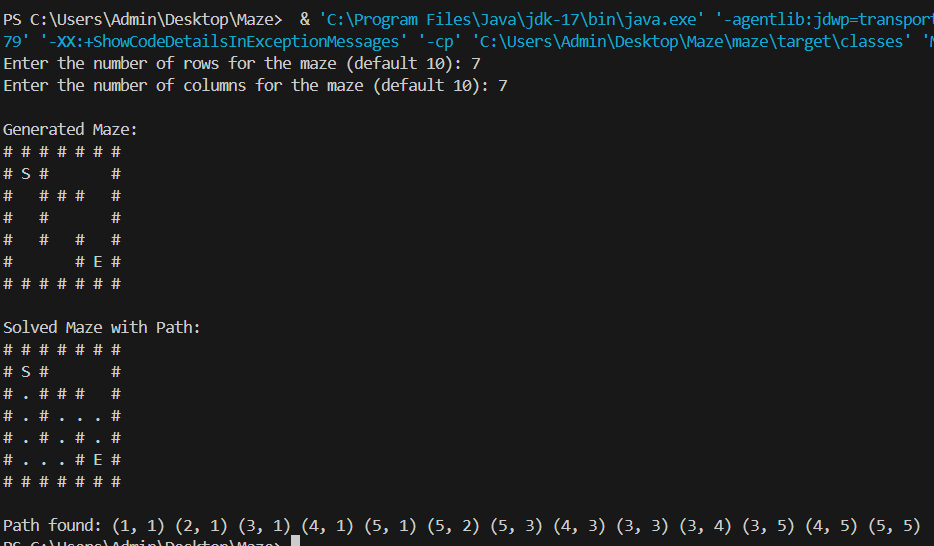 PS C:\Users\Admin\Desktop\Maze>  & 'C:\Program Files\Java\jdk-17\bin\java.exe' '-agentlib:jdwp=transport
79' '-XX:+ShowCodeDetailsInExceptionMessages' '-cp' 'C:\Users\Admin\Desktop\Maze\maze\target\classes'
Enter the number of rows for the maze (default 10): 7
Enter the number of columns for the maze (default 10): 7

Generated Maze:
# # # # # # #
# S #       #
#   # # #   #
#   #       #
#   #   #   #
#       # E #
# # # # # # #

Solved Maze with Path:
# # # # # # #
# S #       #
# . # # #   #
# . # . . . #
# . # . # . #
# . . . # E #
# # # # # # #

Path found: (1, 1) (2, 1) (3, 1) (4, 1) (5, 1) (5, 2) (5, 3) (4, 3) (3, 3) (3, 4) (3, 5) (4, 5) (5, 5)
PS C:\Users\Admin\Desktop\Maze>